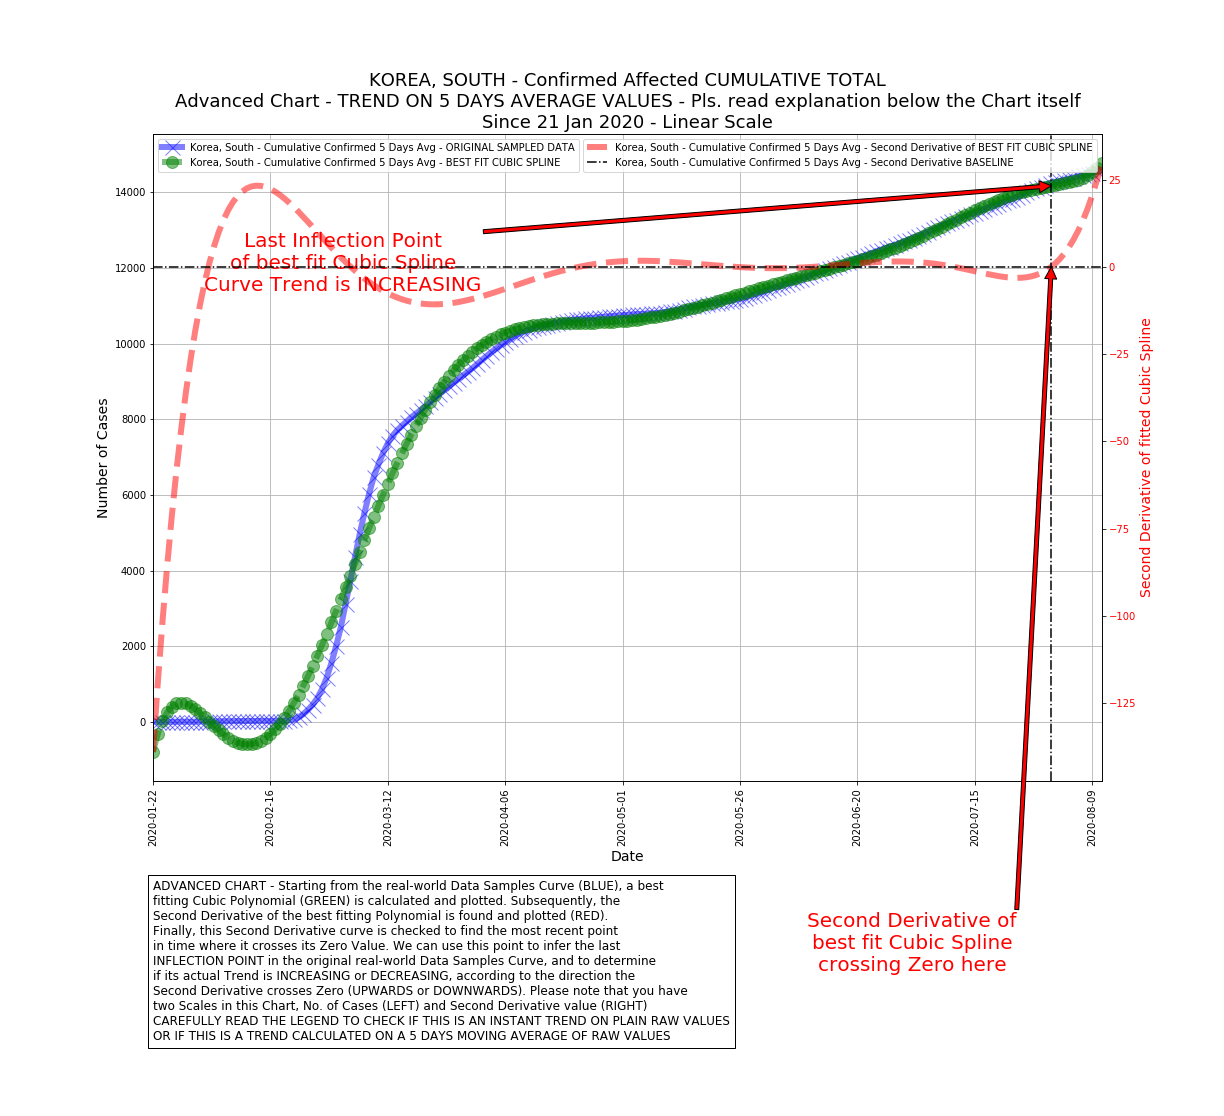 KOREA, SOUTH - Confirmed Affected CUMULATIVE TOTAL
Advanced Chart - TREND ON 5 DAYS AVERAGE VALUES - Pls. read explanation below the Chart itself
Since 21 Jan 2020 - Linear Scale
Korea, South - Cumulative Confirmed 5 Days Avg - ORIGINAL SAMPLED DATA
Korea, South - Cumulative Confirmed 5 Days Avg - BEST FIT CUBIC SPLINE
Korea, South - Cumulative Confirmed 5 Days Avg - Second Derivative of BEST FIT CUBIC SPLINE
Korea, South - Cumulative Confirmed 5 Days Avg - Second Derivative BASELINE
Last Inflection Point
of best fit Cubic Spline
Curve Trend is INCREASING
Number of Cases
14000
12000
10000
8000
6000
4000
2000
0
25
0
−25
−50
−75
−100
−125
Second Derivative of fitted Cubic Spline
2020-01-22
2020-02-16
2020-03-12
2020-04-06
2020-05-01
2020-05-26
2020-06-20
2020-07-15
2020-08-09
Date
ADVANCED CHART - Starting from the real-world Data Samples Curve (BLUE), a best
fitting Cubic Polynomial (GREEN) is calculated and plotted. Subsequently, the
Second Derivative of the best fitting Polynomial is found and plotted (RED).
Finally, this Second Derivative curve is checked to find the most recent point
in time where it crosses its Zero Value. We can use this point to infer the last
INFLECTION POINT in the original real-world Data Samples Curve, and to determine
if its actual Trend is INCREASING or DECREASING, according to the direction the
Second Derivative crosses Zero (UPWARDS or DOWNWARDS). Please note that you have
two Scales in this Chart, No. of Cases (LEFT) and Second Derivative value (RIGHT)
CAREFULLY READ THE LEGEND TO CHECK IF THIS IS AN INSTANT TREND ON PLAIN RAW VALUES
OR IF THIS IS A TREND CALCULATED ON A 5 DAYS MOVING AVERAGE OF RAW VALUES
Second Derivative of
best fit Cubic Spline
crossing Zero here